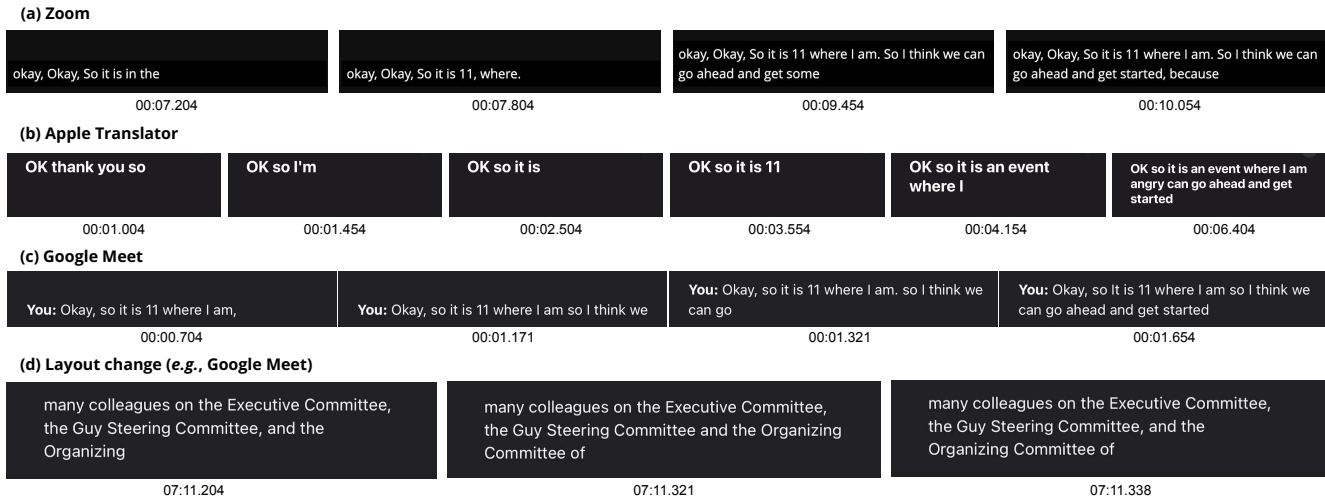 (a) Zoom
okay, Okay, So it is in the
00:07.204
okay, Okay, So it is 11, where.
00:07.804
okay, Okay, So it is 11 where I am. So I think we can
go ahead and get some
00:09.454
okay, Okay, So it is 11 where I am. So I think we can
go ahead and get started, because
00:10.054
(b) Apple Translator
OK thank you so
00:01.004
OK so I'm
00:01.454
OK so it is
00:02.504
OK so it is 11
00:03.554
OK so it is an event
where I
00:04.154
OK so it is an event where I am
angry can go ahead and get
started
00:06.404
(c) Google Meet
You: Okay, so it is 11 where I am,
00:00.704
You: Okay, so it is 11 where I am so I think we
00:01.171
You: Okay, so it is 11 where I am. so I think we
can go
00:01.321
You: Okay, so It is 11 where I am so I think we
can go ahead and get started
00:01.654
(d) Layout change (e.g., Google Meet)
many colleagues on the Executive Committee,
the Guy Steering Committee, and the
Organizing
07:11.204
many colleagues on the Executive Committee,
the Guy Steering Committee and the Organizing
Committee of
07:11.321
many colleagues on the Executive Committee,
the Guy Steering Committee, and the
Organizing Committee of
07:11.338